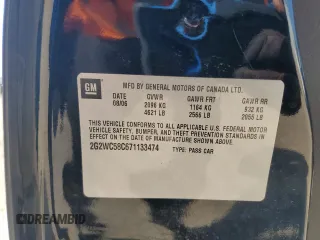 GM
MFD BY GENERAL MOTORS OF CANADA LTD.
DATE GVWR GAWR FRT GAWR RR
08/06 2096 KG 1164 KG 932 KG
4621 LB 2566 LB 2055 LB
THIS VEHICLE CONFORMS TO ALL APPLICABLE U.S. FEDERAL MOTOR
VEHICLE SAFETY, BUMPER, AND THEFT PREVENTION STANDARDS
IN EFFECT ON THE DATE OF MANUFACTURE SHOWN ABOVE.
2G2WC58C671133474 TYPE: PASS CAR
DREAMBID.COM